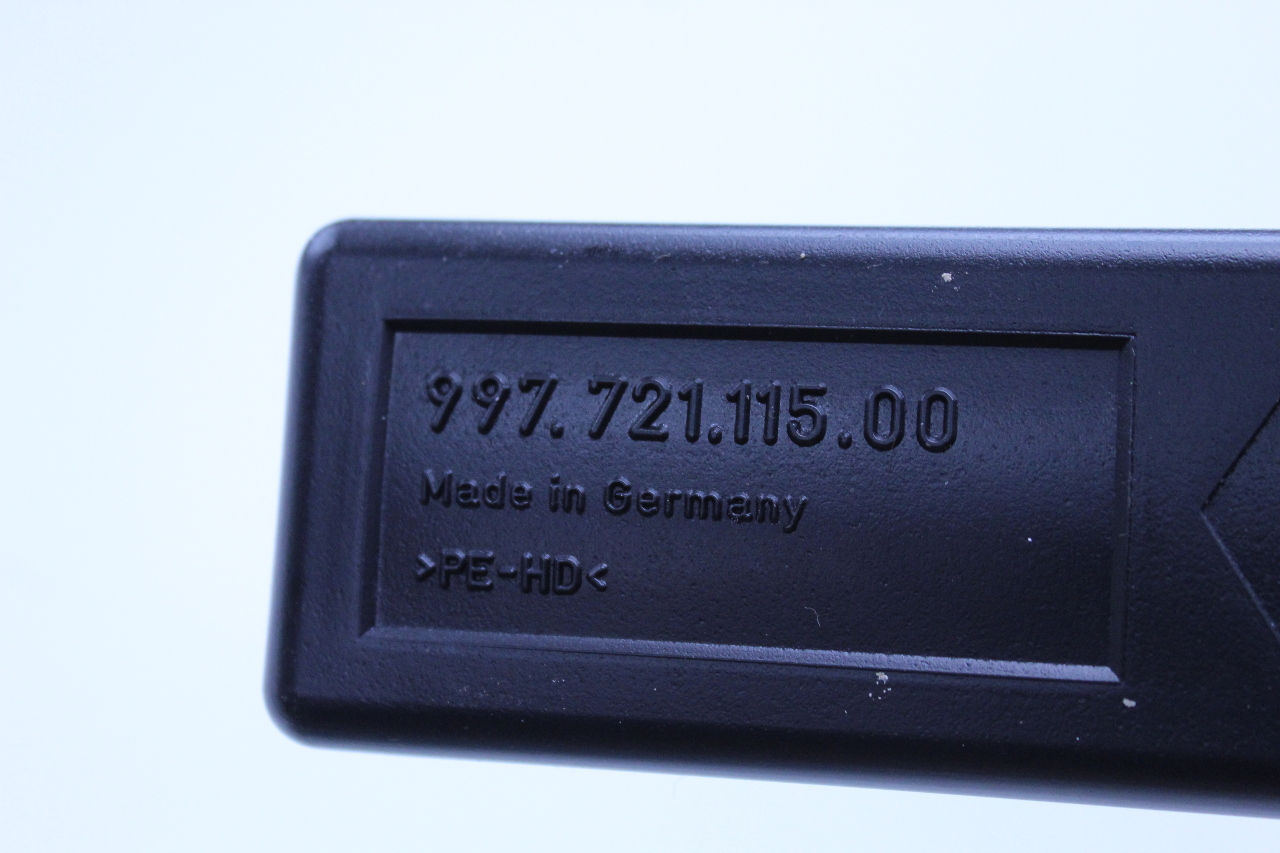 997.721.115.00
Made in Germany
>PE-HD<